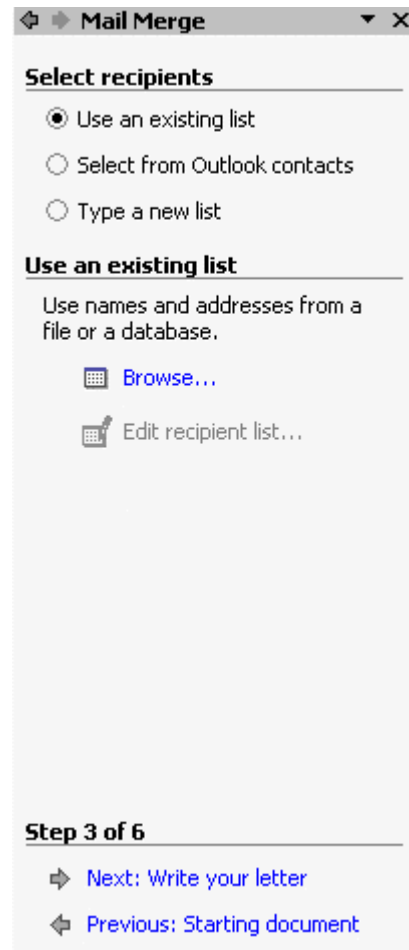 Mail Merge
Select recipients
Use an existing list
Select from Outlook contacts
Type a new list
Use an existing list
Use names and addresses from a
file or a database.
Browse...
Edit recipient list...
Step 3 of 6
Next: Write your letter
Previous: Starting document